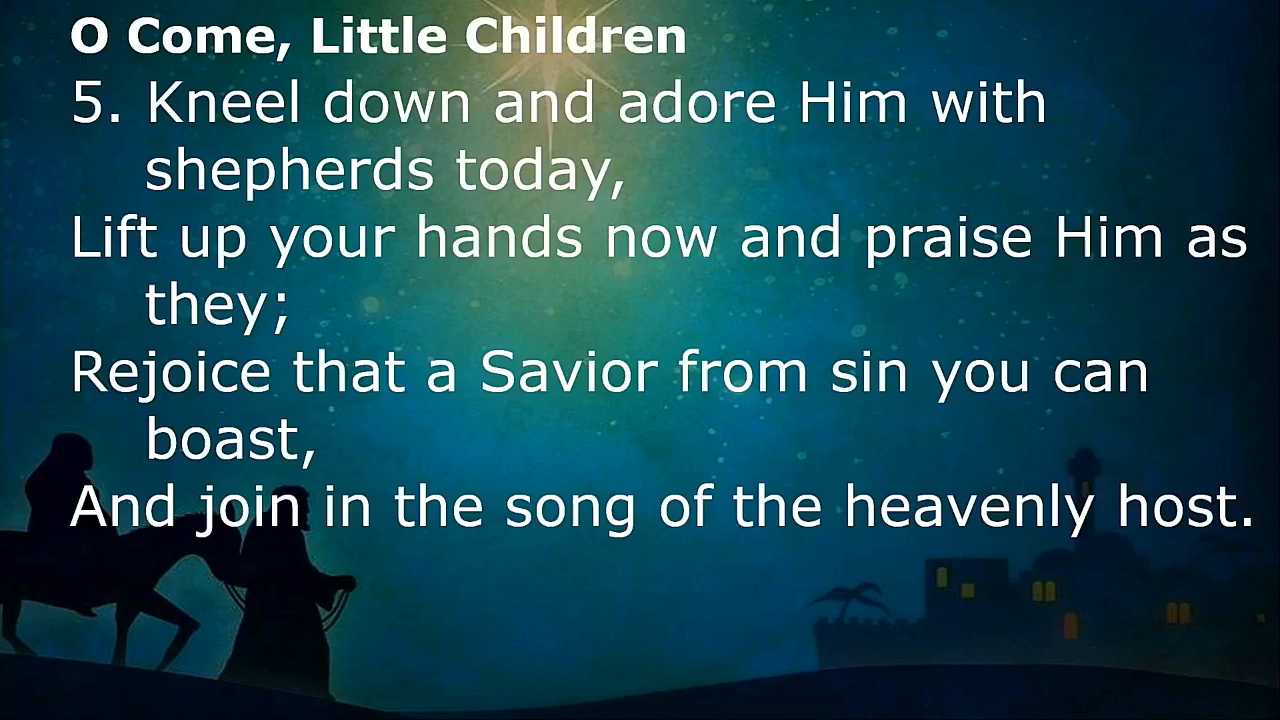 O Come, Little Children
5. Kneel down and adore Him with
shepherds today,
Lift up your hands now and praise Him as
they;
Rejoice that a Savior from sin you can
boast,
And join in the song of the heavenly host.